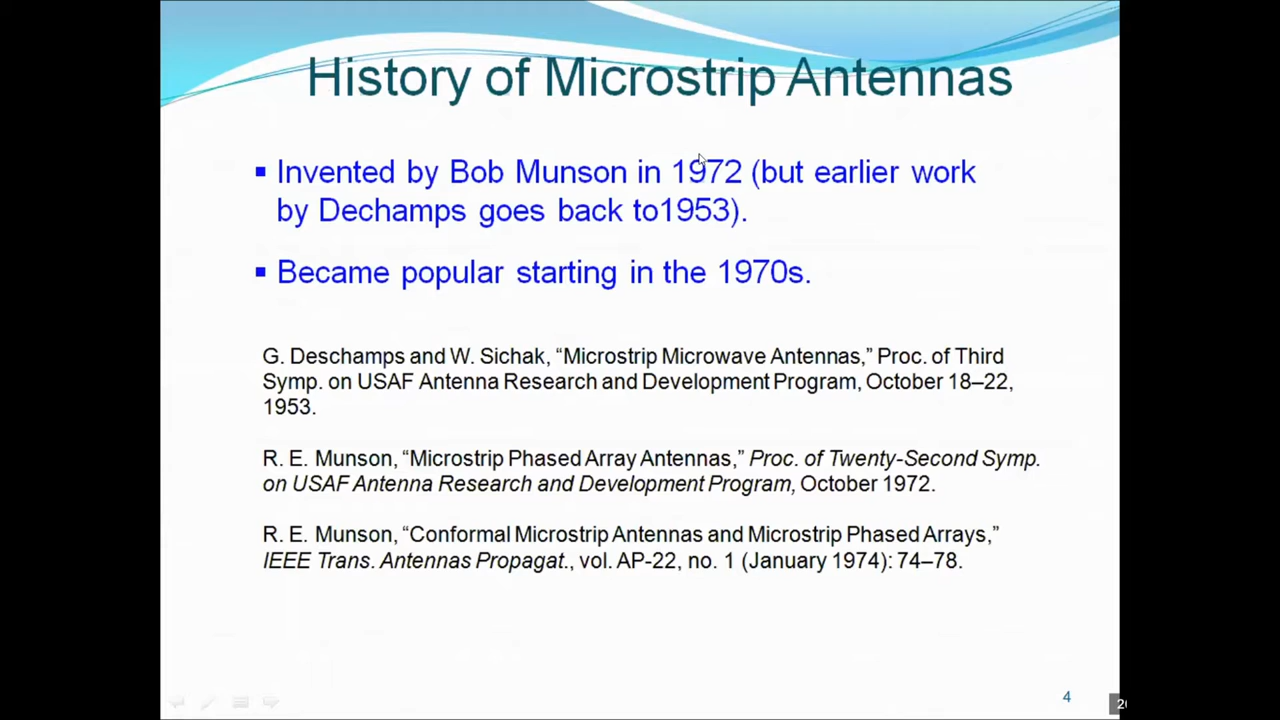 History of Microstrip Antennas
▪ Invented by Bob Munson in 1972 (but earlier work
by Dechamps goes back to1953).
▪ Became popular starting in the 1970s.
G. Deschamps and W. Sichak, “Microstrip Microwave Antennas,” Proc. of Third
Symp. on USAF Antenna Research and Development Program, October 18–22,
1953.
R. E. Munson, “Microstrip Phased Array Antennas,” Proc. of Twenty-Second Symp.
on USAF Antenna Research and Development Program, October 1972.
R. E. Munson, “Conformal Microstrip Antennas and Microstrip Phased Arrays,”
IEEE Trans. Antennas Propagat., vol. AP-22, no. 1 (January 1974): 74–78.
4